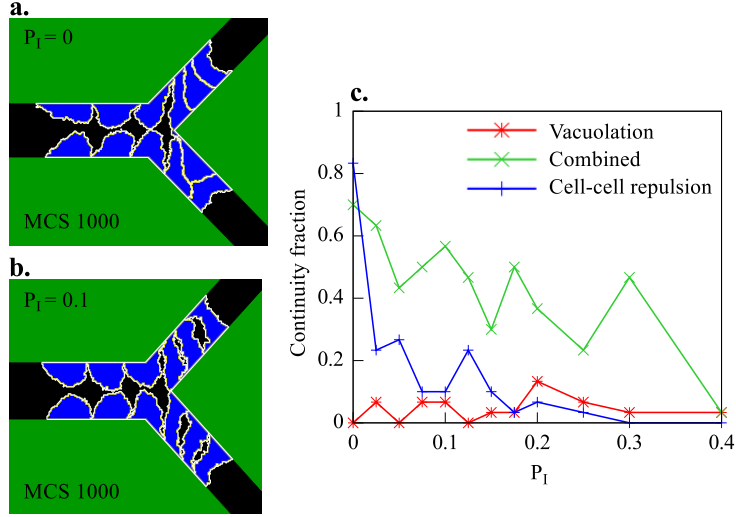 a.
P_I = 0
MCS 1000
b.
P_I = 0.1
MCS 1000
c.
Vacuolation
Combined
Cell-cell repulsion
Continuity fraction
1
0.8
0.6
0.4
0.2
0
0 0.1 0.2 0.3 0.4
P_I